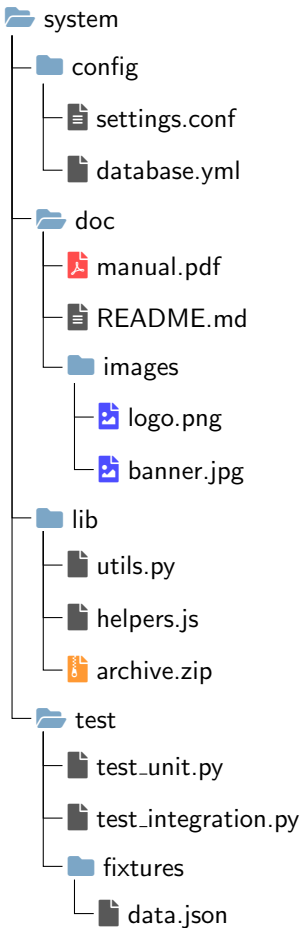 system
config
settings.conf
database.yml
doc
manual.pdf
README.md
images
logo.png
banner.jpg
lib
utils.py
helpers.js
archive.zip
test
test_unit.py
test_integration.py
fixtures
data.json